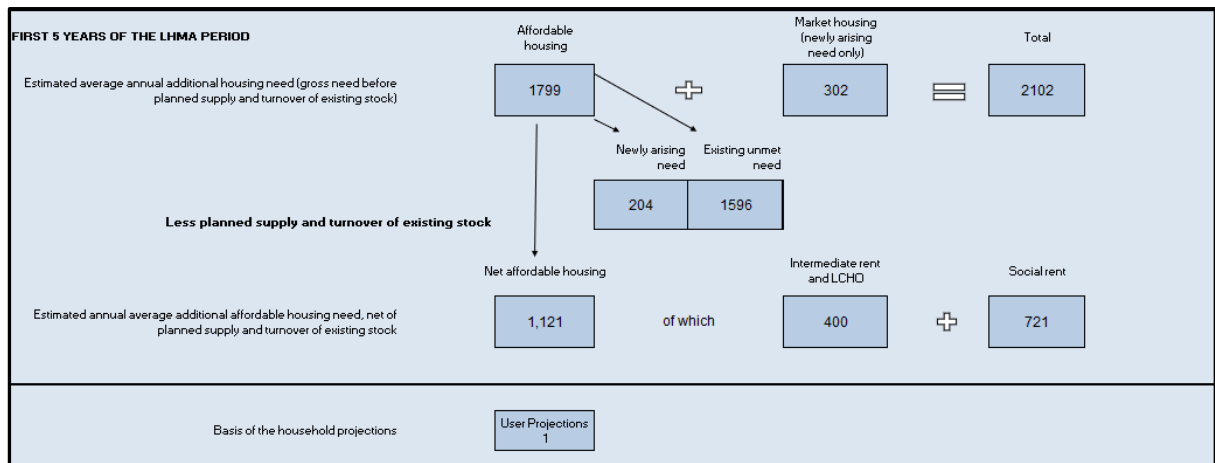 FIRST 5 YEARS OF THE LHMA PERIOD
Affordable
housing
Market housing
(newly arising
need only)
Total
Estimated average annual additional housing need (gross need before
planned supply and turnover of existing stock)
1799
302
2102
Newly arising
need
Existing unmet
need
204
1596
Less planned supply and turnover of existing stock
Net affordable housing
Intermediate rent
and LCHO
Social rent
Estimated annual average additional affordable housing need, net of
planned supply and turnover of existing stock
1,121
of which
400
721
Basis of the household projections
User Projections
1